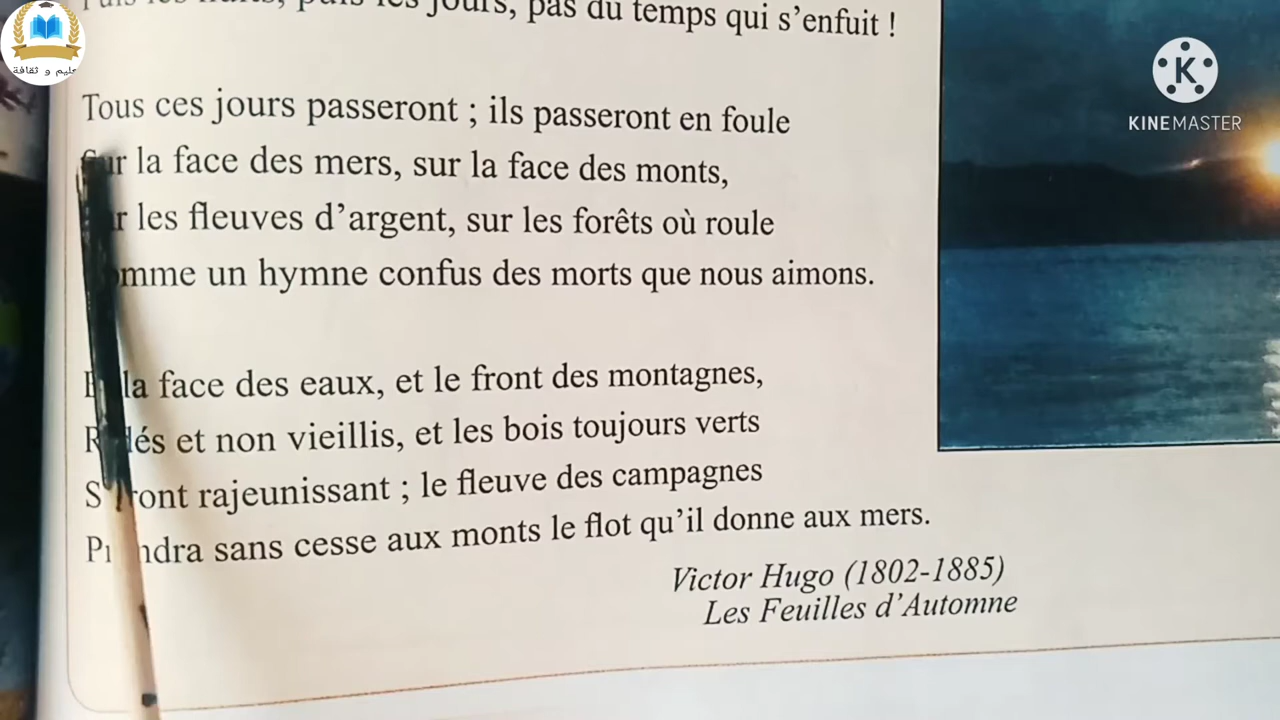 puis les jours, pas du temps qui s'enfuit !
Tous ces jours passeront ; ils passeront en foule
Sur la face des mers, sur la face des monts,
les fleuves d'argent, sur les forêts où roule
un hymne confus des morts que nous aimons.
la face des eaux, et le front des montagnes,
et non vieillis, et les bois toujours verts
rajeunissant ; le fleuve des campagnes
sans cesse aux monts le flot qu'il donne aux mers.
Victor Hugo (1802-1885)
Les Feuilles d'Automne
KINEMASTER
و ثقافة